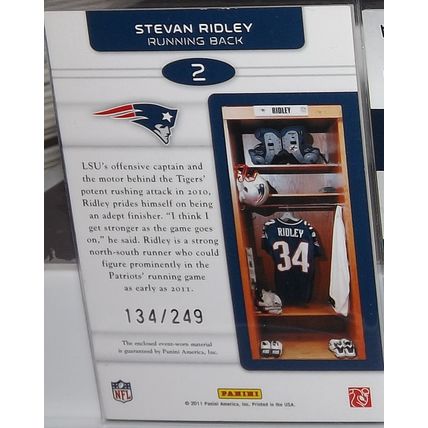 STEVAN RIDLEY
RUNNING BACK
2
RIDLEY
LSU's offensive captain and
the motor behind the Tigers'
potent rushing attack in 2010,
Ridley prides himself on being
an adept finisher. "I think I
get stronger as the game goes
on," he said. Ridley is a strong
north-south runner who could
figure prominently in the
Patriots' running game
as early as 2011.
RIDLEY
34
134/249
The enclosed event-worn material
is guaranteed by Panini America, Inc.
NFL
PANINI
© 2011 Panini America, Inc. Printed in the USA.